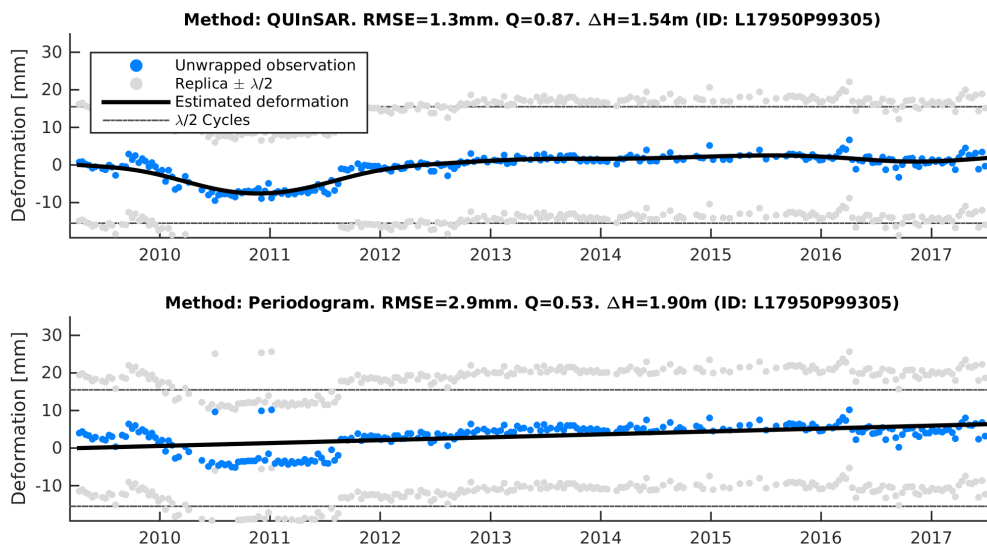 Method: QUInSAR. RMSE=1.3mm. Q=0.87. ΔH=1.54m (ID: L17950P99305)
Deformation [mm]
30
20
10
0
-10
Unwrapped observation
Replica ± λ/2
Estimated deformation
λ/2 Cycles
2010 2011 2012 2013 2014 2015 2016 2017
Method: Periodogram. RMSE=2.9mm. Q=0.53. ΔH=1.90m (ID: L17950P99305)
Deformation [mm]
30
20
10
0
-10
2010 2011 2012 2013 2014 2015 2016 2017